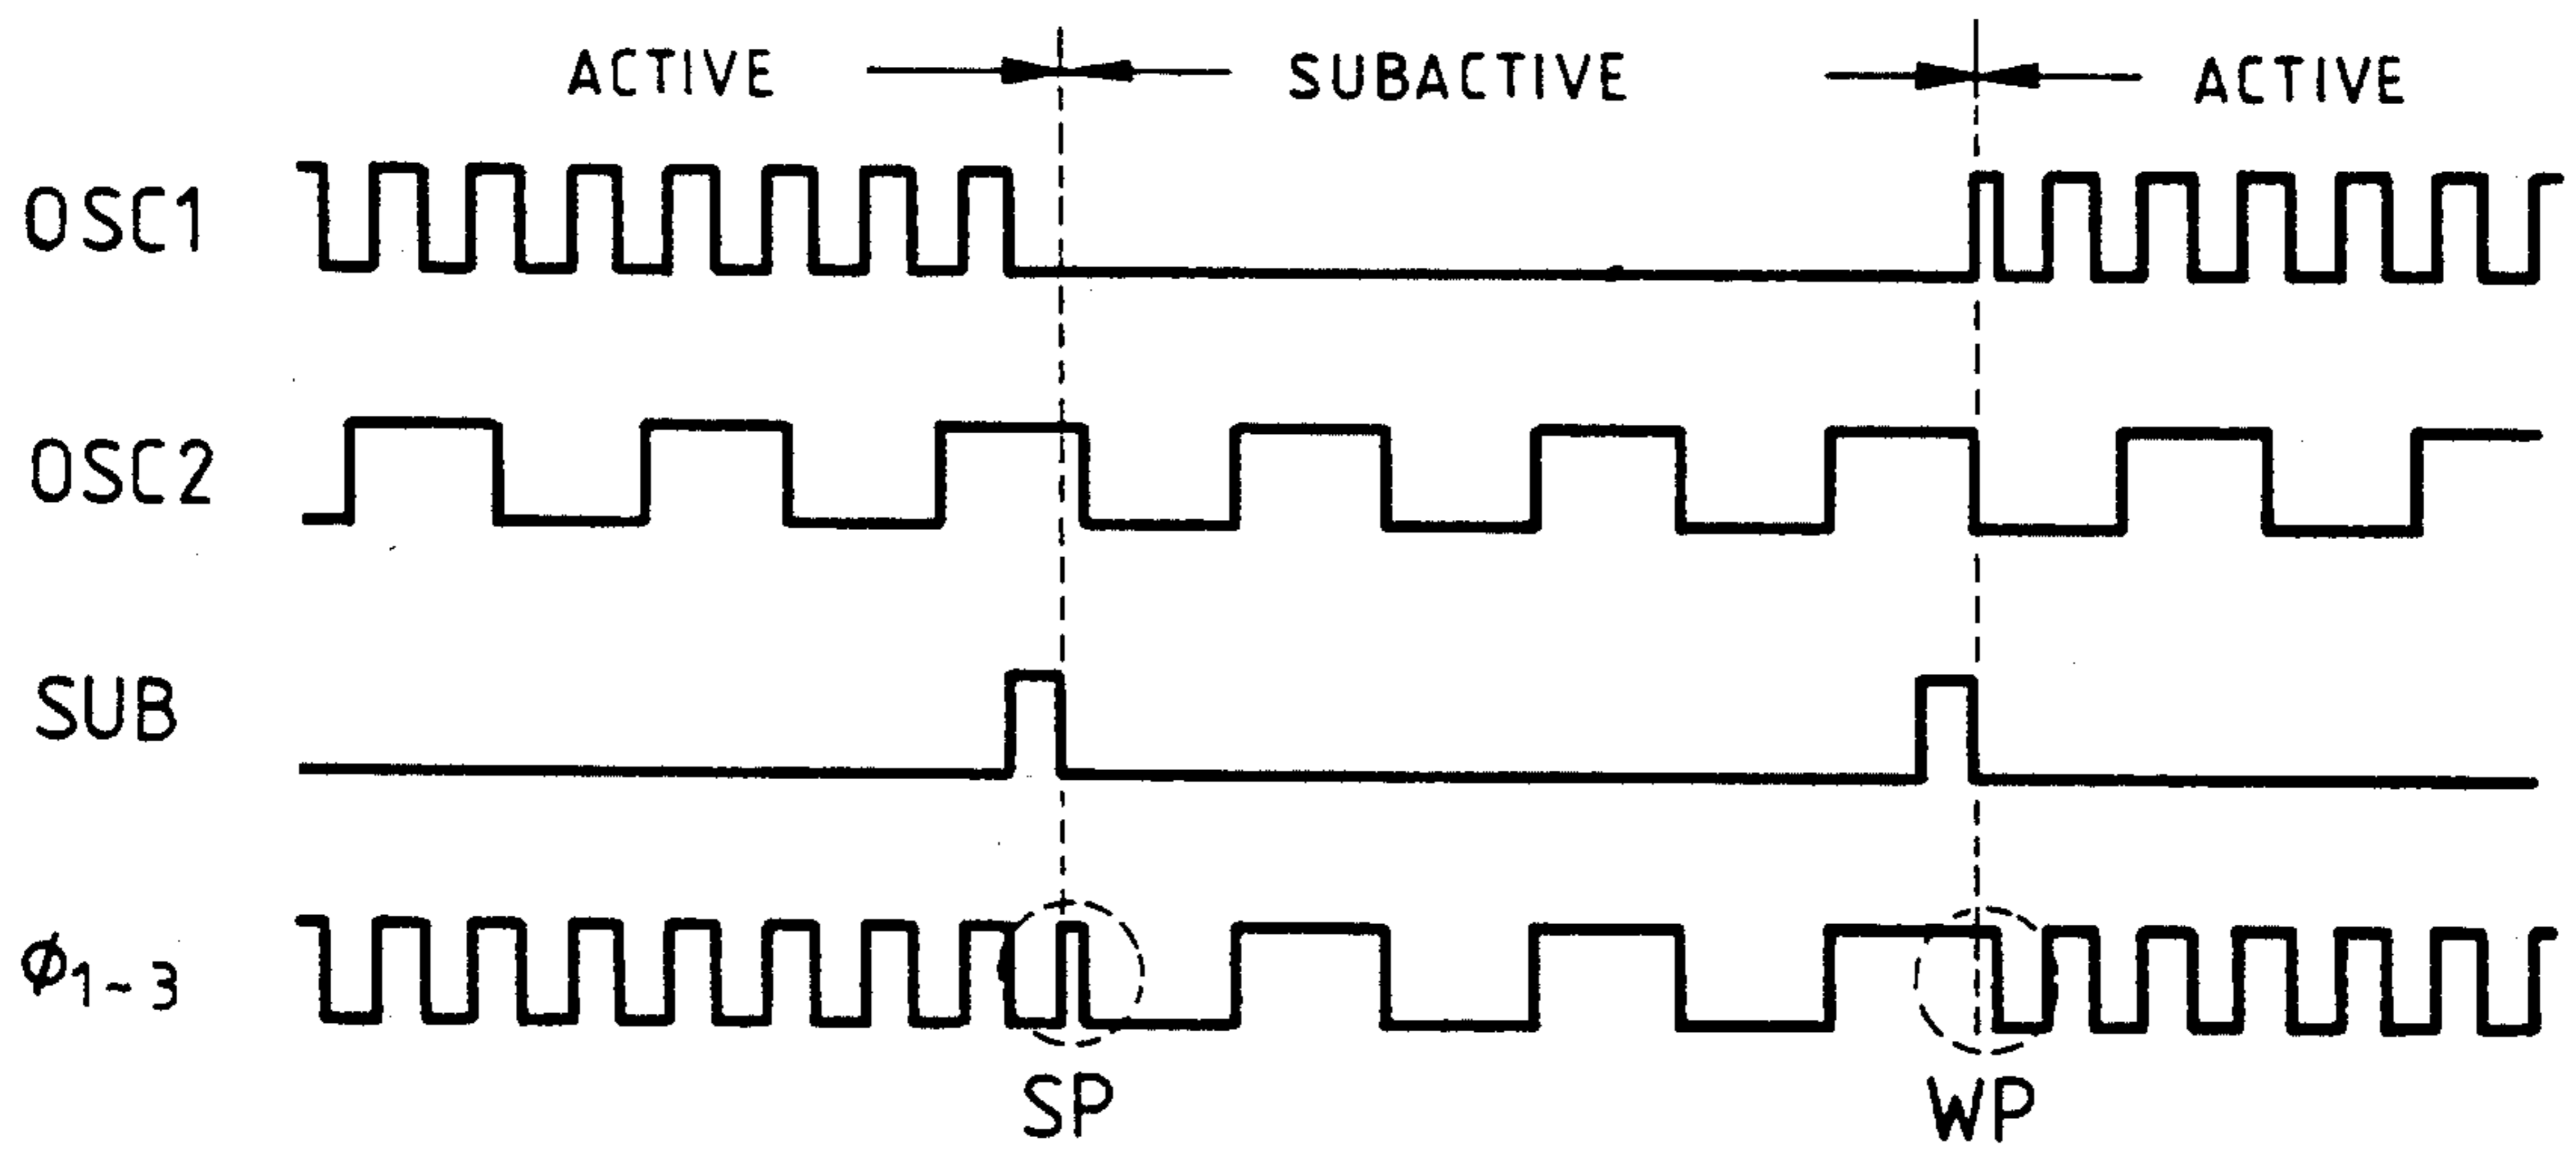 ACTIVE SUBACTIVE ACTIVE
OSC1
OSC2
SUB
ϕ1~3
SP WP